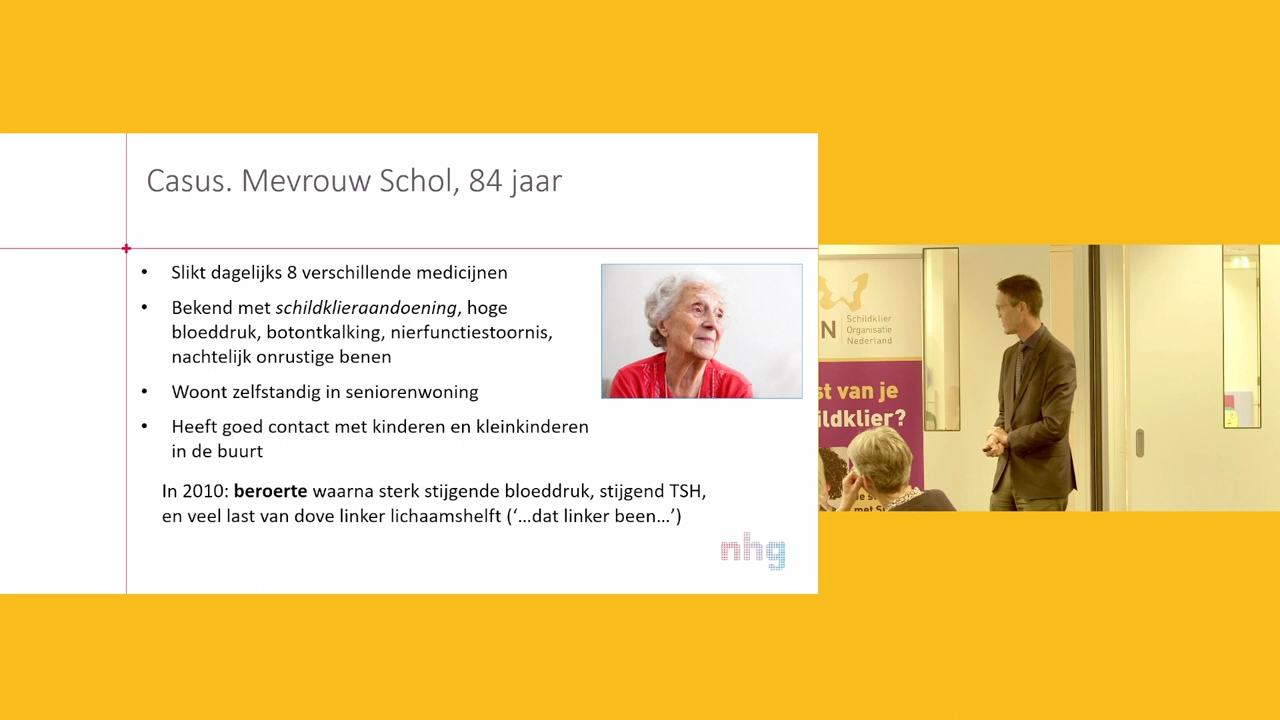 Casus. Mevrouw Schol, 84 jaar
• Slikt dagelijks 8 verschillende medicijnen
• Bekend met schildklieraandoening, hoge
bloeddruk, botontkalking, nierfunctiestoornis,
nachtelijk onrustige benen
• Woont zelfstandig in seniorenwoning
• Heeft goed contact met kinderen en kleinkinderen
in de buurt
In 2010: beroerte waarna sterk stijgende bloeddruk, stijgend TSH,
en veel last van dove linker lichaamshelft (‘…dat linker been…’)
nhg
N
Schildklier
Organisatie
Nederland
st van je
ildklier?